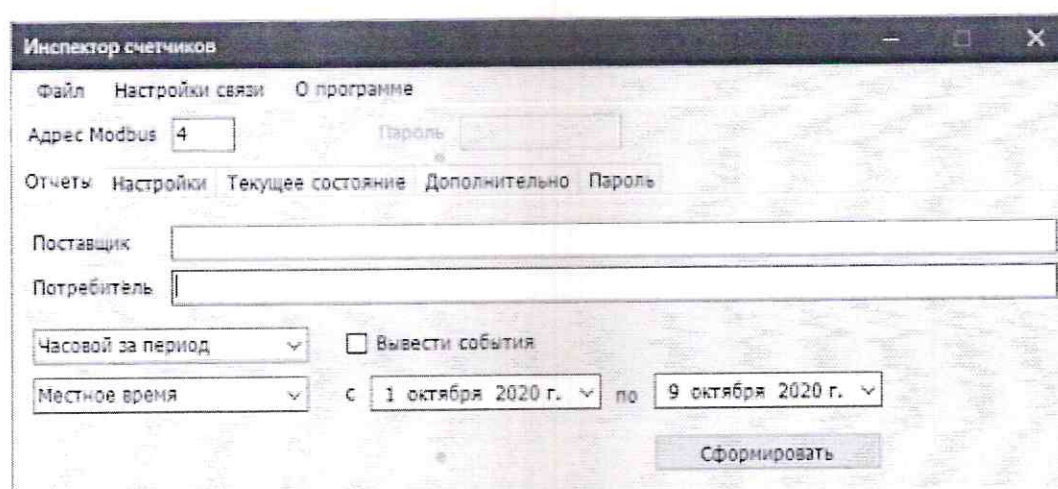 Инспектор счетчиков
Файл Настройки связи О программе
Адрес Modbus 4 Пароль
Отчеты Настройки Текущее состояние Дополнительно Пароль
Поставщик
Потребитель
Часовой за период Вывести события
Местное время с 1 октября 2020 г. по 9 октября 2020 г.
Сформировать